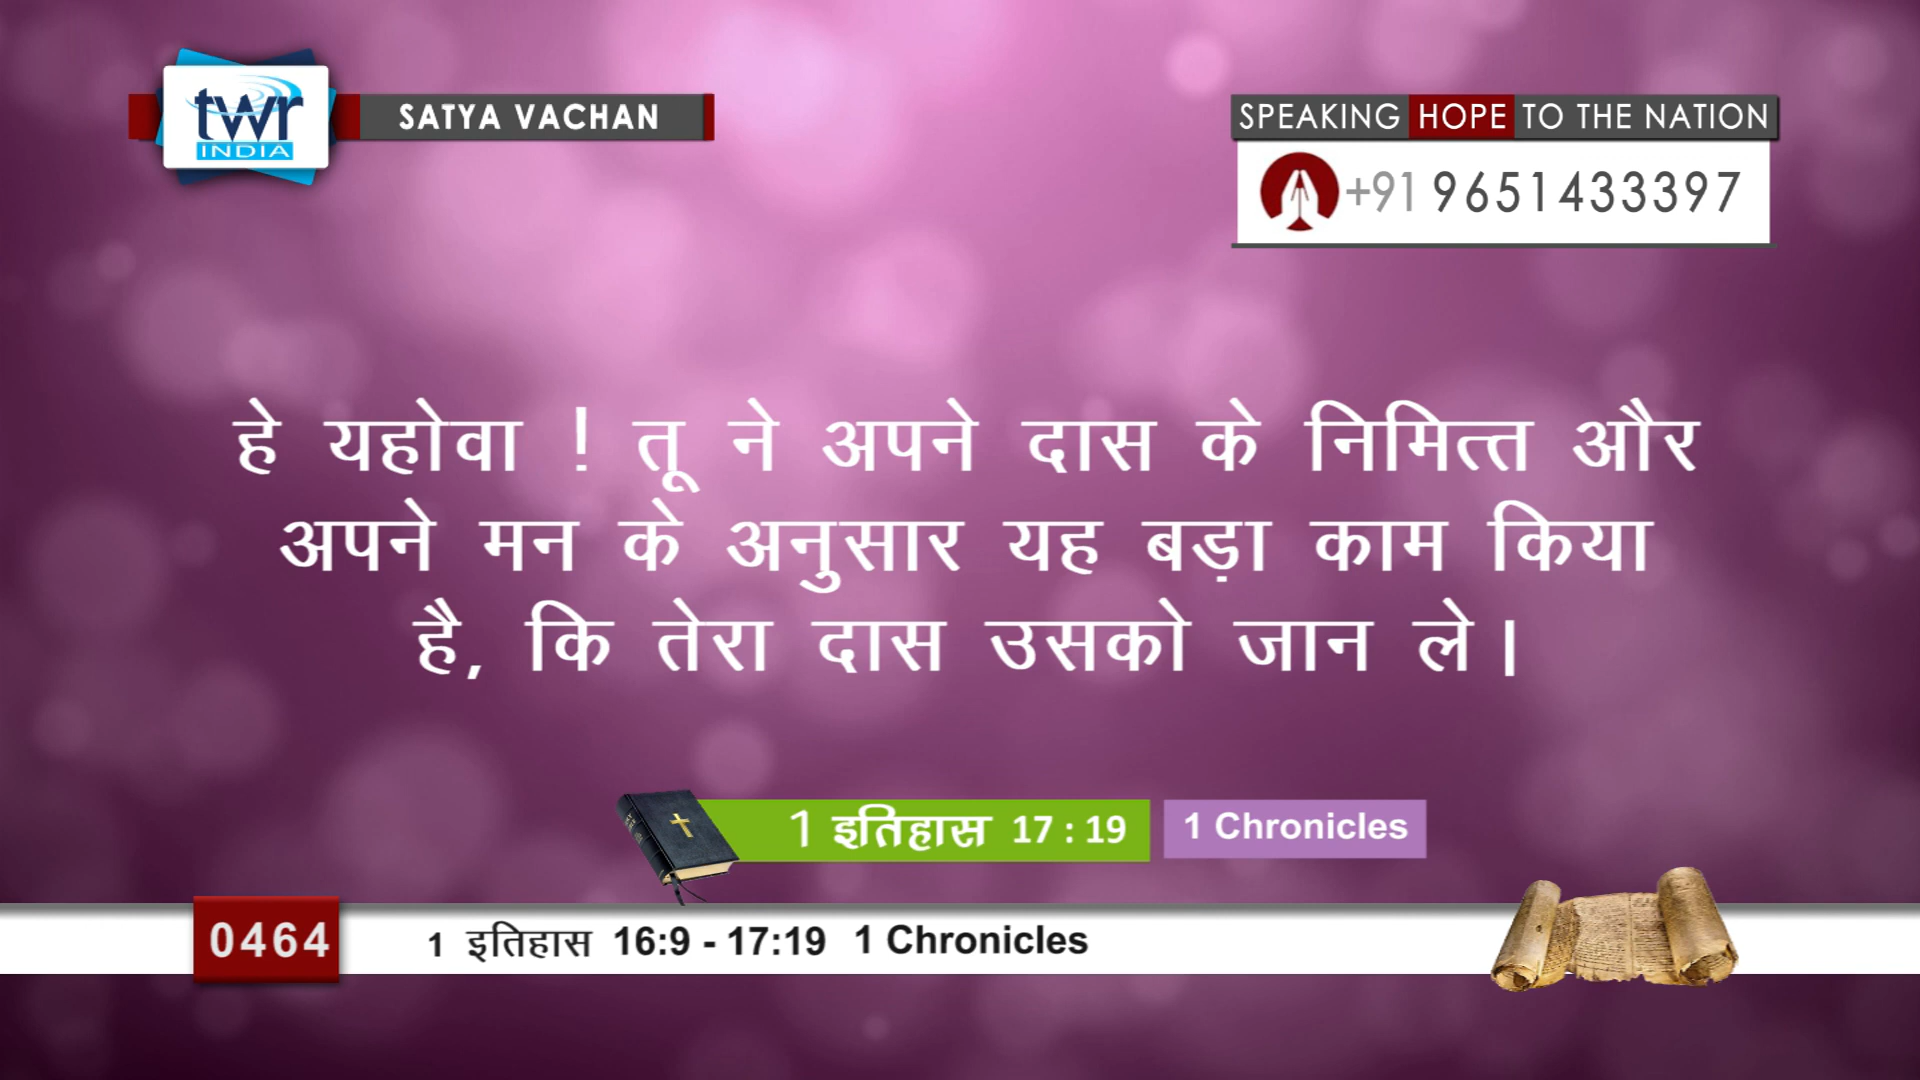 twr
INDIA
SATYA VACHAN
SPEAKING HOPE TO THE NATION
+91 9651433397
हे यहोवा ! तू ने अपने दास के निमित्त और
अपने मन के अनुसार यह बड़ा काम किया
है, कि तेरा दास उसको जान ले।
1 इतिहास 17 : 19 1 Chronicles
0464 1 इतिहास 16:9 - 17:19 1 Chronicles